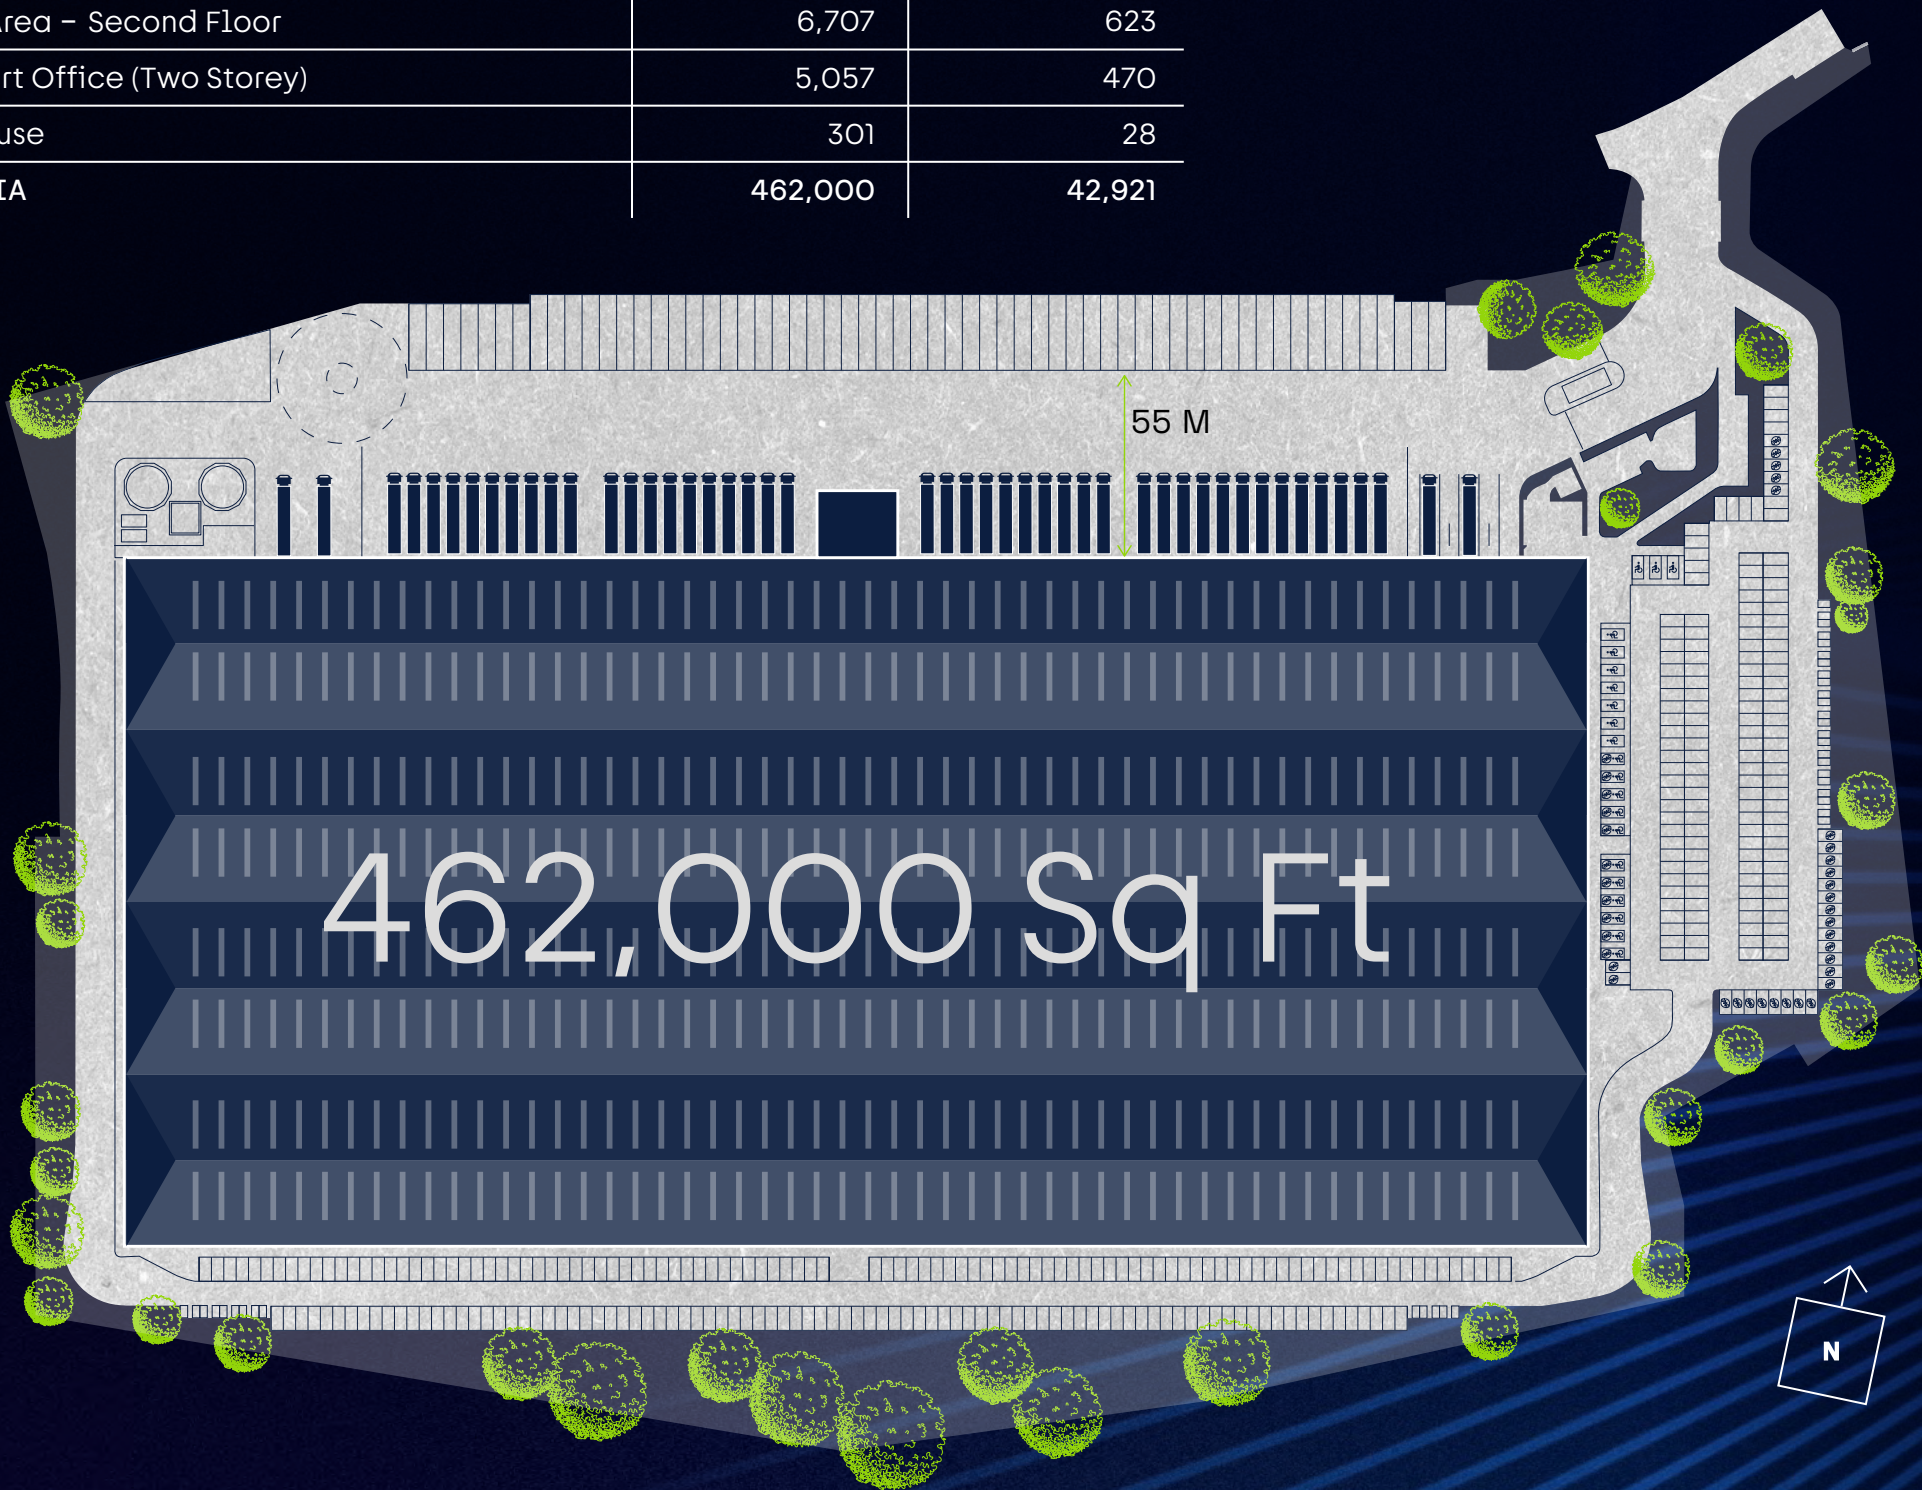 rea – Second Floor 6,707 623
rt Office (Two Storey) 5,057 470
use 301 28
IA 462,000 42,921
55 M
462,000 Sq Ft
N